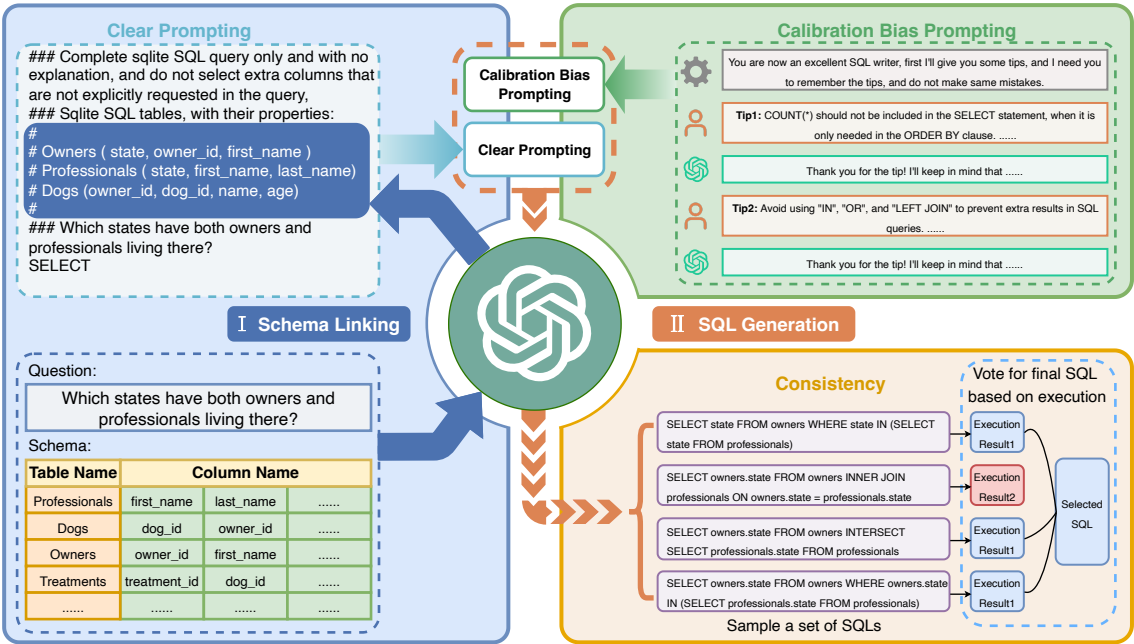 Clear Prompting
### Complete sqlite SQL query only and with no
explanation, and do not select extra columns that
are not explicitly requested in the query,
### Sqlite SQL tables, with their properties:
#
# Owners ( state, owner_id, first_name )
# Professionals ( state, first_name, last_name)
# Dogs (owner_id, dog_id, name, age)
#
### Which states have both owners and
professionals living there?
SELECT
Calibration Bias
Prompting
Clear Prompting
Calibration Bias Prompting
You are now an excellent SQL writer, first I'll give you some tips, and I need you
to remember the tips, and do not make same mistakes.
Tip1: COUNT(*) should not be included in the SELECT statement, when it is
only needed in the ORDER BY clause. ......
Thank you for the tip! I'll keep in mind that ......
Tip2: Avoid using "IN", "OR", and "LEFT JOIN" to prevent extra results in SQL
queries. ......
Thank you for the tip! I'll keep in mind that ......
I Schema Linking
II SQL Generation
Question:
Which states have both owners and
professionals living there?
Schema:
Table Name Column Name
Professionals first_name last_name ......
Dogs dog_id owner_id ......
Owners owner_id first_name ......
Treatments treatment_id dog_id ......
...... ...... ...... ......
Consistency
Vote for final SQL
based on execution
SELECT state FROM owners WHERE state IN (SELECT
state FROM professionals)
Execution
Result1
SELECT owners.state FROM owners INNER JOIN
professionals ON owners.state = professionals.state
Execution
Result2
SELECT owners.state FROM owners INTERSECT
SELECT professionals.state FROM professionals
Execution
Result1
SELECT owners.state FROM owners WHERE owners.state
IN (SELECT professionals.state FROM professionals)
Execution
Result1
Selected
SQL
Sample a set of SQLs